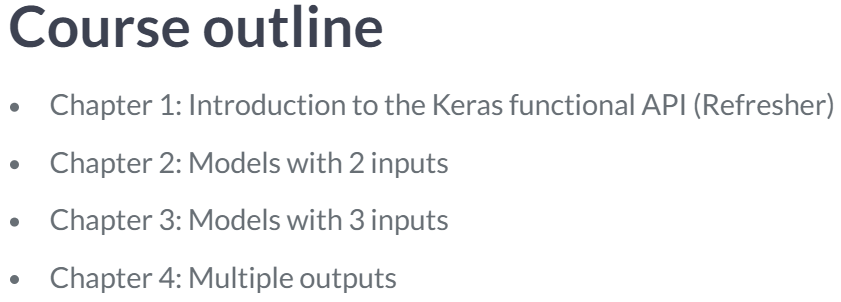 Course outline
• Chapter 1: Introduction to the Keras functional API (Refresher)
• Chapter 2: Models with 2 inputs
• Chapter 3: Models with 3 inputs
• Chapter 4: Multiple outputs